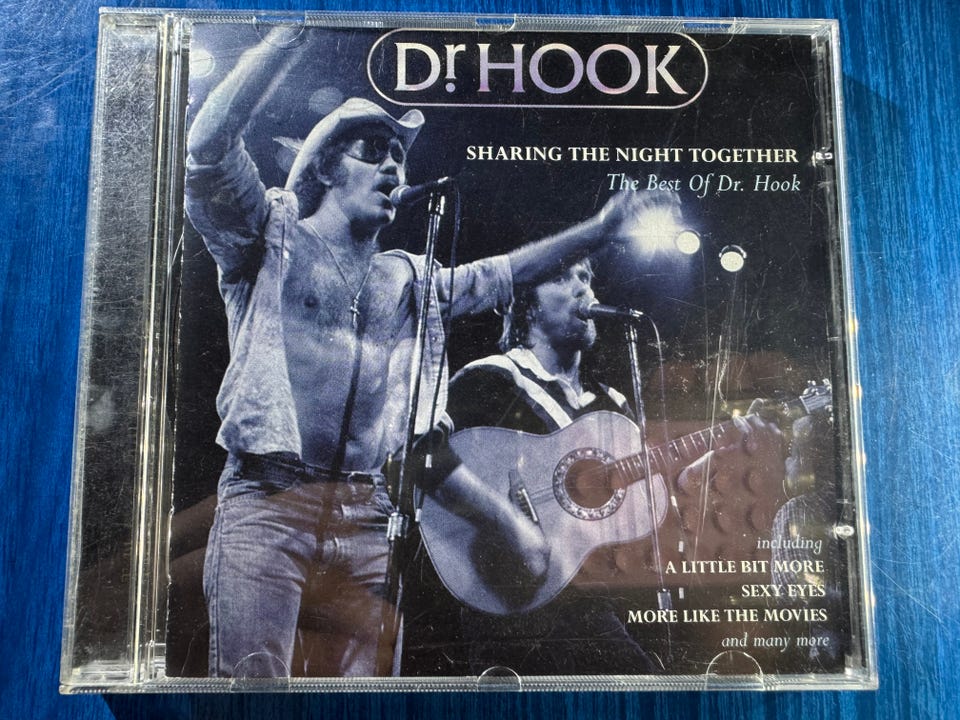 Dr. HOOK
SHARING THE NIGHT TOGETHER
The Best Of Dr. Hook
including
A LITTLE BIT MORE
SEXY EYES
MORE LIKE THE MOVIES
and many more